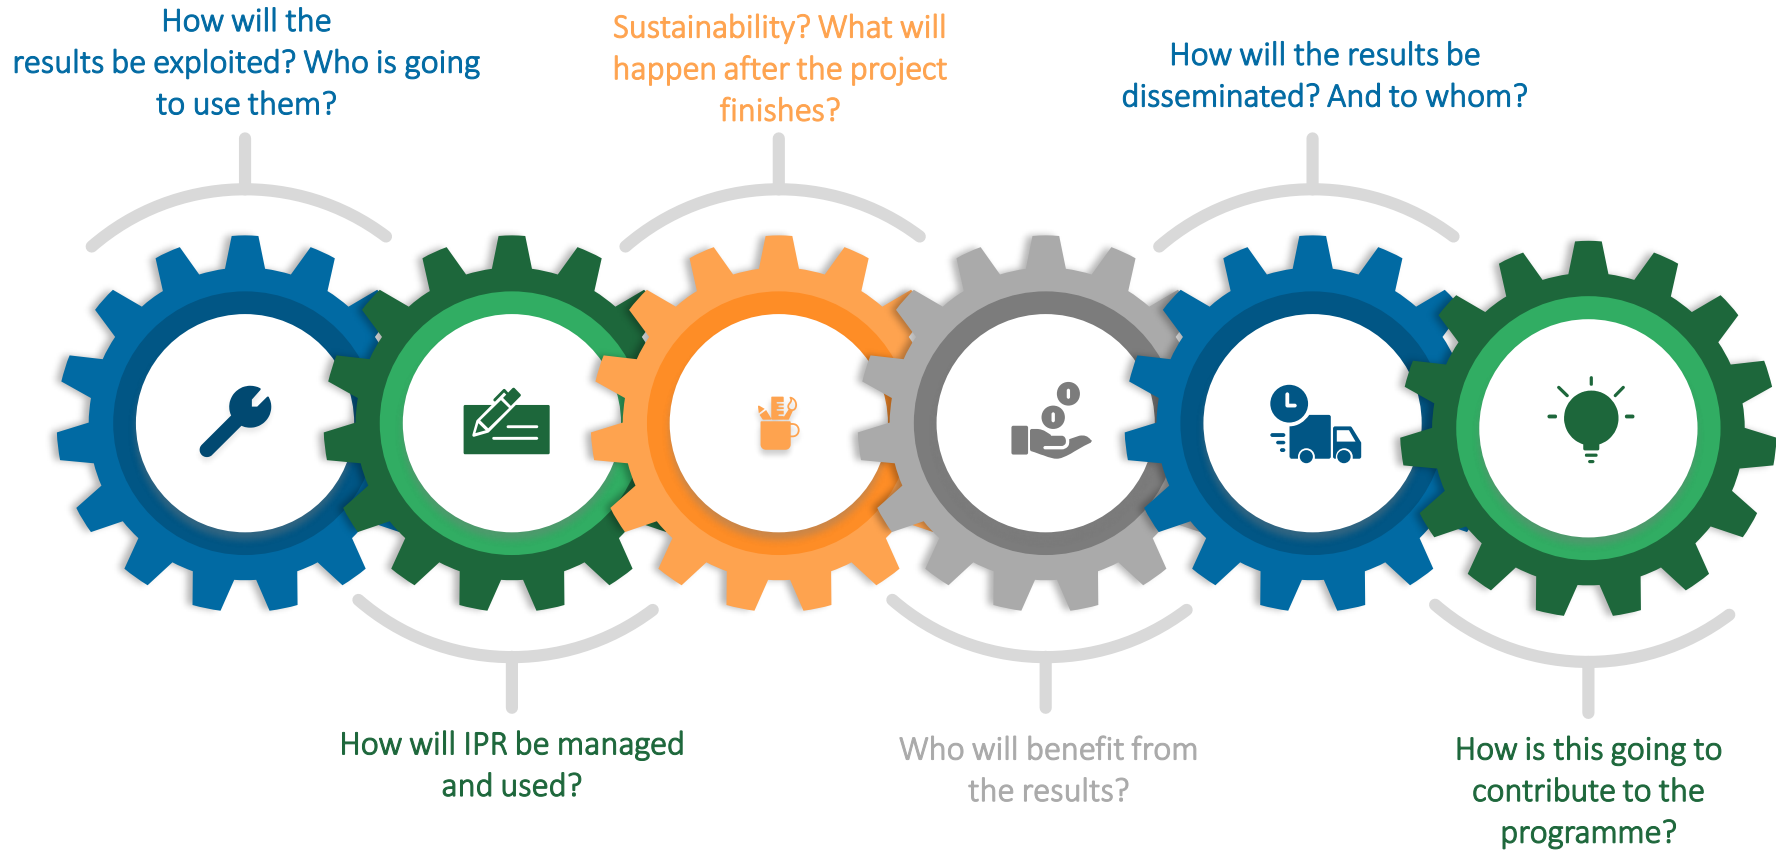 How will the
results be exploited? Who is going
to use them?
Sustainability? What will
happen after the project
finishes?
How will the results be
disseminated? And to whom?
How will IPR be managed
and used?
Who will benefit from
the results?
How is this going to
contribute to the
programme?